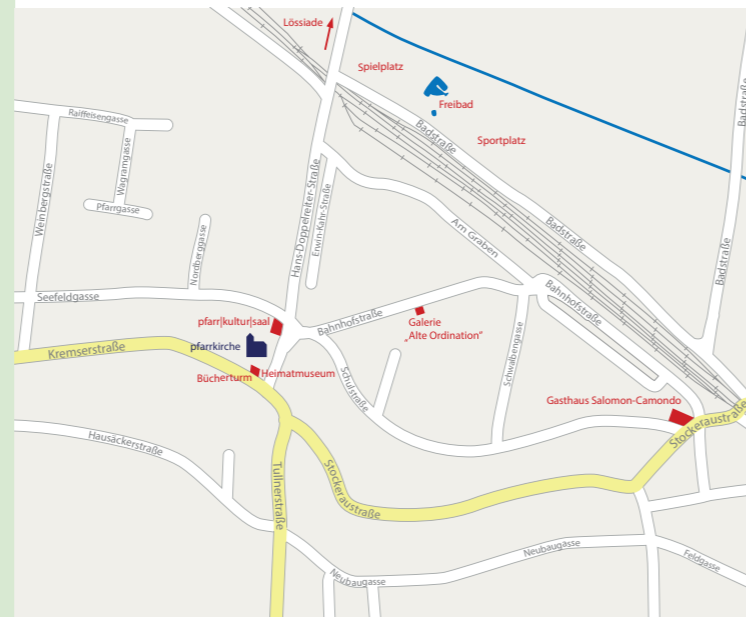 Lössiade
Spielplatz
Freibad
Badstraße
Badstraße
Sportplatz
Raiffeisengasse
Wagramgasse
Weinbergstraße
Pfarrgasse
Hans-Doppelreiter-Straße
Erwin-Kahr-Straße
Nordberggasse
Am Graben
Badstraße
Badstraße
Seefeldgasse
Bahnhofstraße
Bahnhofstraße
pfarr|kultur|saal
Galerie
„Alte Ordination“
pfarrkirche
Kremserstraße
Bücherturm
Heimatmuseum
Schulstraße
Schwalbengasse
Gasthaus Salomon-Camondo
Stockeraustraße
Hausäckerstraße
Tullnerstraße
Stockeraustraße
Neubaugasse
Neubaugasse
Feldgasse